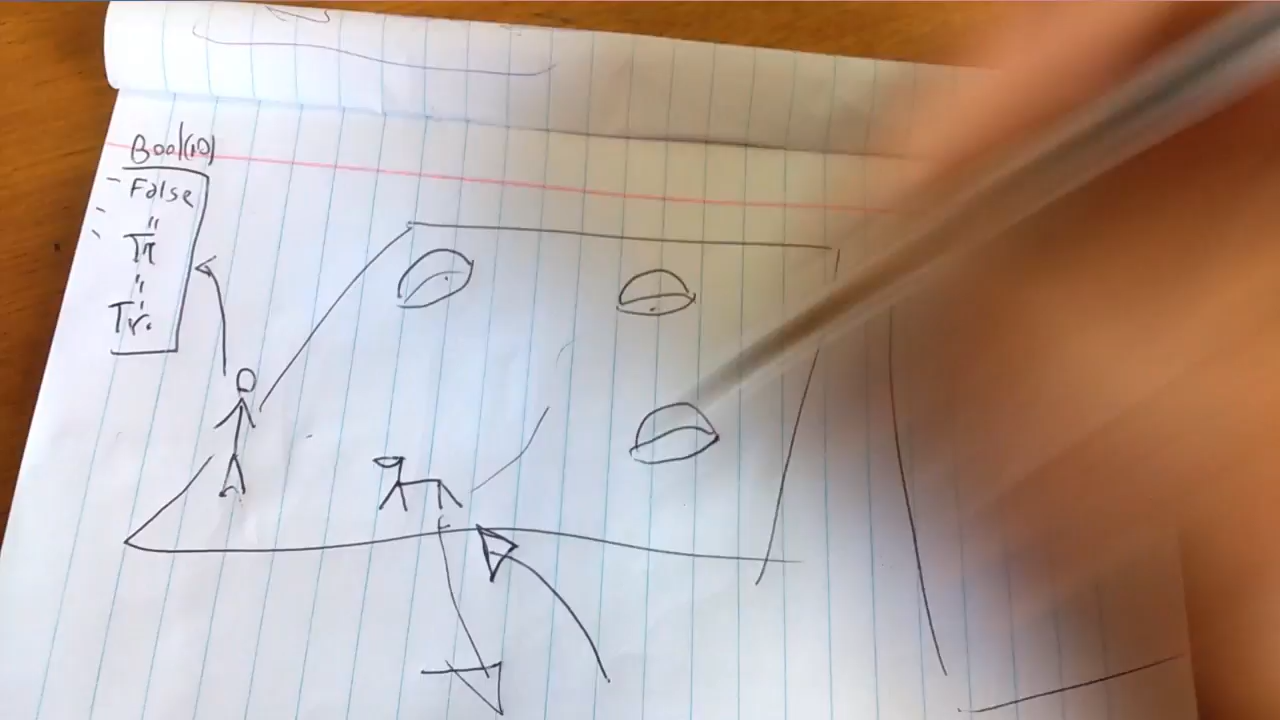 Bool(10)
False
"
Tr
"
Tr.